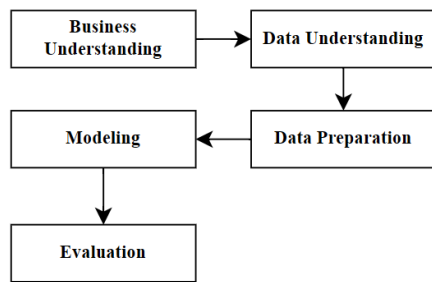 Business
Understanding
Data Understanding
Data Preparation
Modeling
Evaluation